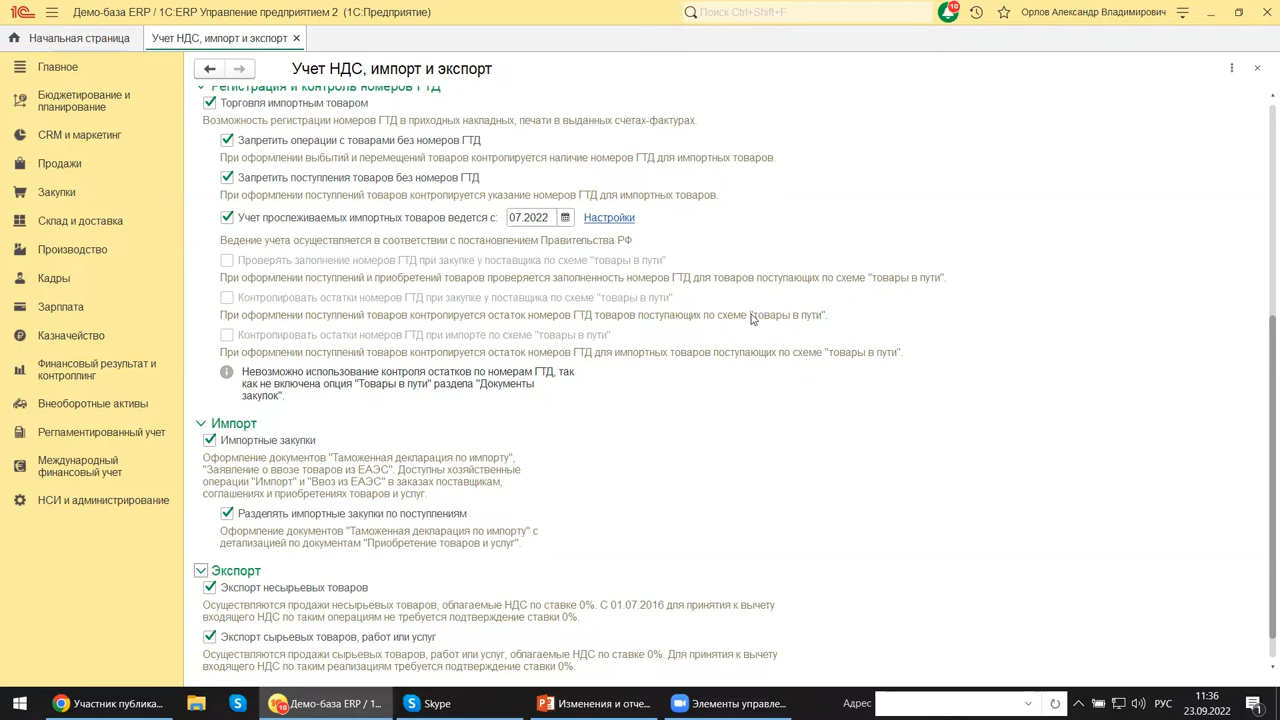 Демо-база ERP / 1С:ERP Управление предприятием 2 (1С:Предприятие)
Поиск Ctrl+Shift+F
10
Орлов Александр Владимирович
Начальная страница
Учет НДС, импорт и экспорт ×
Главное
Бюджетирование и
планирование
CRM и маркетинг
Продажи
Закупки
Склад и доставка
Производство
Кадры
Зарплата
Казначейство
Финансовый результат и
контроллинг
Внеоборотные активы
Регламентированный учет
Международный
финансовый учет
НСИ и администрирование
Учет НДС, импорт и экспорт
Регистрация и контроль номеров ГТД
Торговля импортным товаром
Возможность регистрации номеров ГТД в приходных накладных, печати в выданных счетах-фактурах.
Запретить операции с товарами без номеров ГТД
При оформлении выбытий и перемещений товаров контролируется наличие номеров ГТД для импортных товаров.
Запретить поступления товаров без номеров ГТД
При оформлении поступлений товаров контролируется указание номеров ГТД для импортных товаров.
Учет прослеживаемых импортных товаров ведется с: 07.2022 Настройки
Ведение учета осуществляется в соответствии с постановлением Правительства РФ
Проверять заполнение номеров ГТД при закупке у поставщика по схеме "товары в пути"
При оформлении поступлений и приобретений товаров проверяется заполненность номеров ГТД для товаров поступающих по схеме "товары в пути".
Контролировать остатки номеров ГТД при закупке у поставщика по схеме "товары в пути"
При оформлении поступлений товаров контролируется остаток номеров ГТД товаров поступающих по схеме "товары в пути".
Контролировать остатки номеров ГТД при импорте по схеме "товары в пути"
При оформлении поступлений товаров контролируется остаток номеров ГТД для импортных товаров поступающих по схеме "товары в пути".
Невозможно использование контроля остатков по номерам ГТД, так
как не включена опция "Товары в пути" раздела "Документы
закупок".
Импорт
Импортные закупки
Оформление документов "Таможенная декларация по импорту",
"Заявление о ввозе товаров из ЕАЭС". Доступны хозяйственные
операции "Импорт" и "Ввоз из ЕАЭС" в заказах поставщикам,
соглашениях и приобретениях товаров и услуг.
Разделять импортные закупки по поступлениям
Оформление документов "Таможенная декларация по импорту" с
детализацией по документам "Приобретение товаров и услуг".
Экспорт
Экспорт несырьевых товаров
Осуществляются продажи несырьевых товаров, облагаемые НДС по ставке 0%. С 01.07.2016 для принятия к вычету
входящего НДС по таким операциям не требуется подтверждение ставки 0%.
Экспорт сырьевых товаров, работ или услуг
Осуществляются продажи сырьевых товаров, работ или услуг, облагаемые НДС по ставке 0%. Для принятия к вычету
входящего НДС по таким реализациям требуется подтверждение ставки 0%.
Участник публика...
Демо-база ERP / 1...
Skype
Изменения и отче...
Элементы управле...
Адрес
РУС
11:36
23.09.2022
1